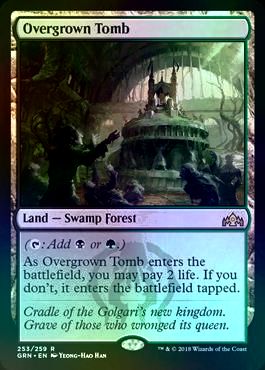 Overgrown Tomb
Land — Swamp Forest
(: Add or .)
As Overgrown Tomb enters the
battlefield, you may pay 2 life. If you
don't, it enters the battlefield tapped.
Cradle of the Golgari's new kingdom.
Grave of those who wronged its queen.
253/259 R
GRN • EN Yeong-Hao Han
™ & © 2018 Wizards of the Coast